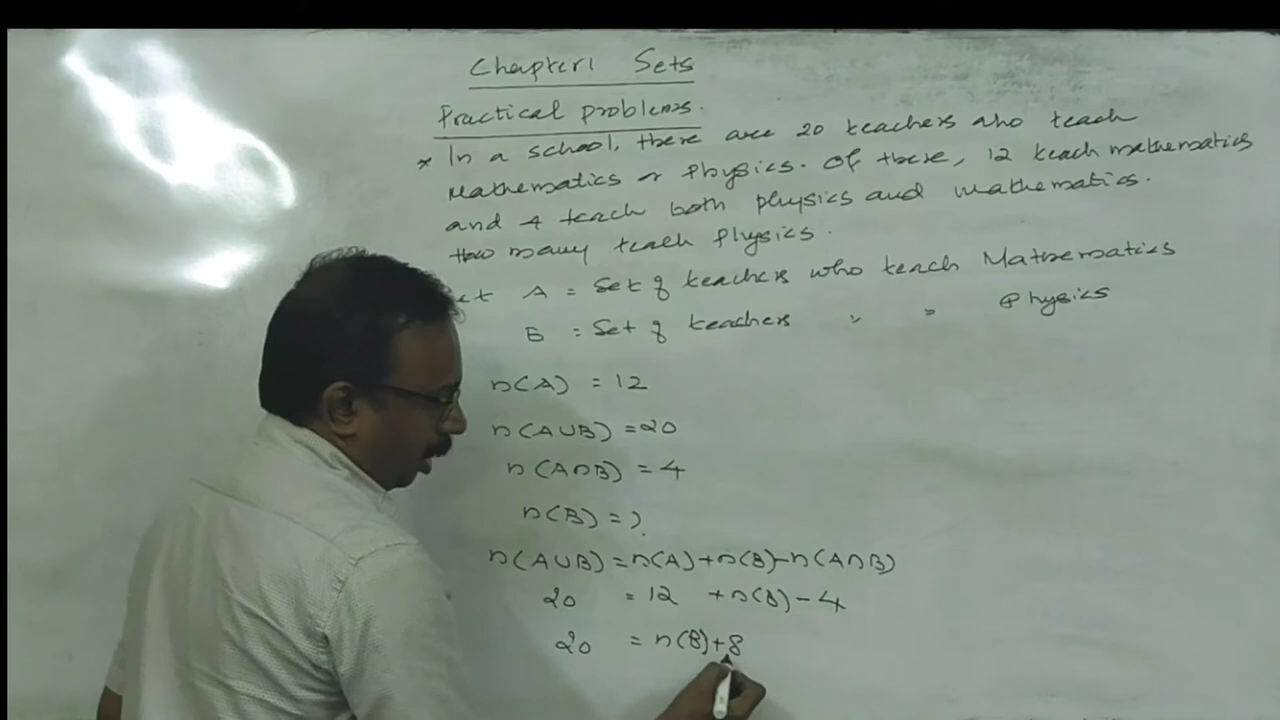 Chapter1 Sets
Practical problems.
* In a school, there are 20 teachers who teach
Mathematics or Physics. Of these, 12 teach mathematics
and 4 teach both physics and mathematics.
How many teach Physics.
A = Set of teachers who teach Mathematics
B = Set of teachers " " Physics
n(A) = 12
n(A∪B) = 20
n(A∩B) = 4
n(B) = ?
n(A∪B) = n(A) + n(B) - n(A∩B)
20 = 12 + n(B) - 4
20 = n(B) + 8